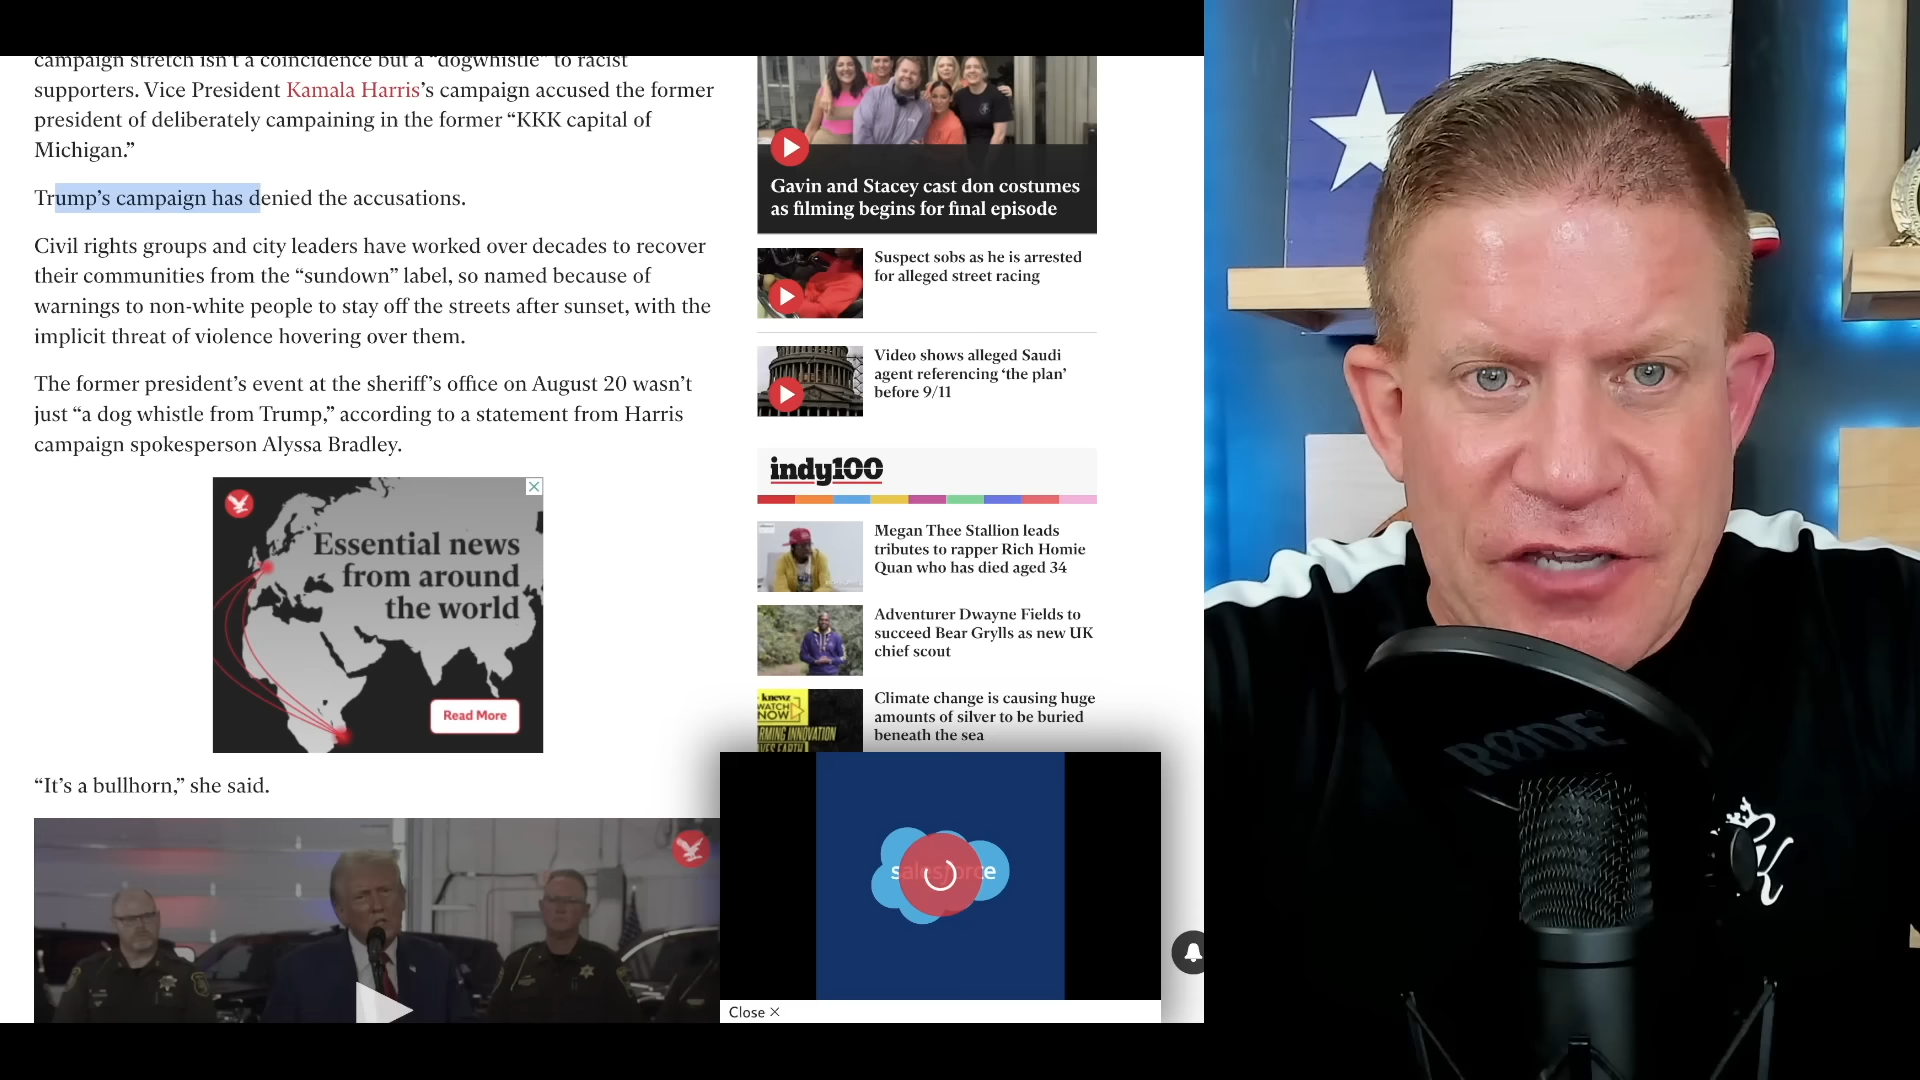 campaign stretch isn't a coincidence but a “dogwhistle” to racist
supporters. Vice President Kamala Harris’s campaign accused the former
president of deliberately campaining in the former “KKK capital of
Michigan.”
Trump’s campaign has denied the accusations.
Civil rights groups and city leaders have worked over decades to recover
their communities from the “sundown” label, so named because of
warnings to non-white people to stay off the streets after sunset, with the
implicit threat of violence hovering over them.
The former president’s event at the sheriff’s office on August 20 wasn’t
just “a dog whistle from Trump,” according to a statement from Harris
campaign spokesperson Alyssa Bradley.
Essential news
from around
the world
Read More
“It’s a bullhorn,” she said.
Gavin and Stacey cast don costumes
as filming begins for final episode
Suspect sobs as he is arrested
for alleged street racing
Video shows alleged Saudi
agent referencing ‘the plan’
before 9/11
indy100
Megan Thee Stallion leads
tributes to rapper Rich Homie
Quan who has died aged 34
Adventurer Dwayne Fields to
succeed Bear Grylls as new UK
chief scout
knewz
WATCH
NOW
Climate change is causing huge
amounts of silver to be buried
beneath the sea
salesforce
Close ×
RØDE
K